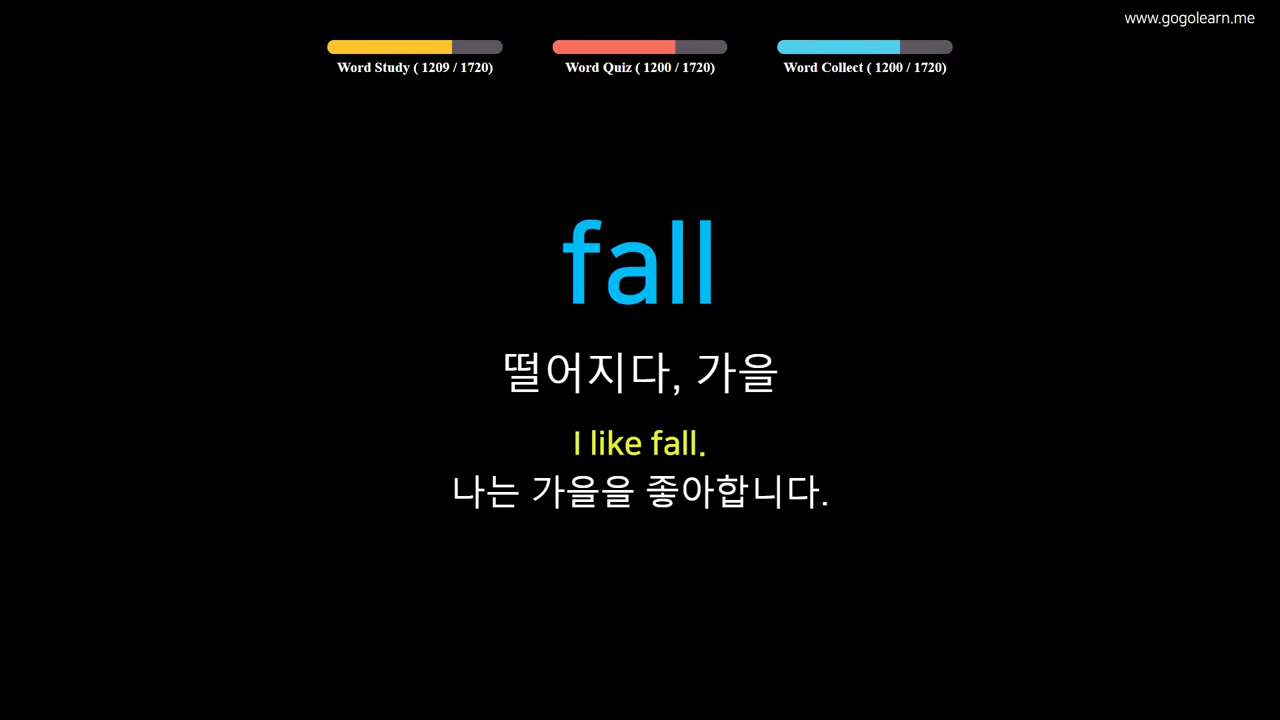 www.gogolearn.me
Word Study ( 1209 / 1720)
Word Quiz ( 1200 / 1720)
Word Collect ( 1200 / 1720)
fall
떨어지다, 가을
I like fall.
나는 가을을 좋아합니다.